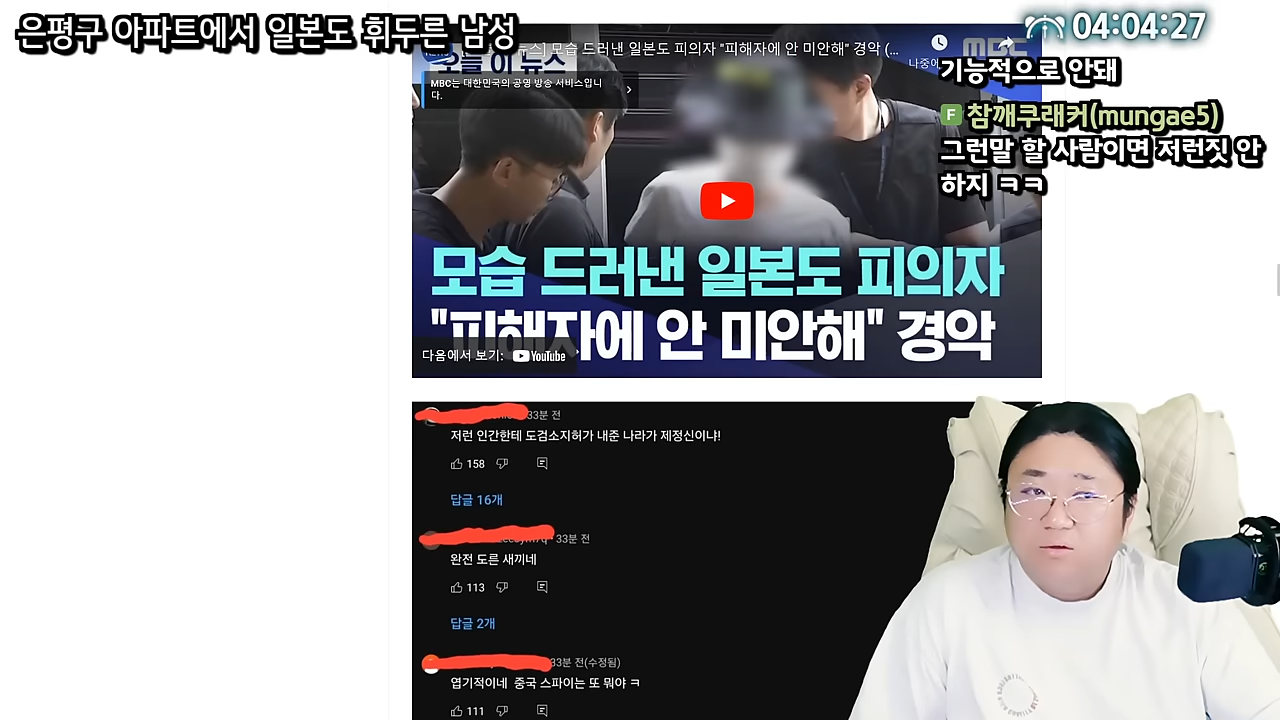 은평구 아파트에서 일본도 휘두른 남성
04:04:27
뉴스] 모습 드러낸 일본도 피의자 "피해자에 안 미안해" 경악 (...
오늘 이 뉴스
MBC
MBC는 대한민국의 공영 방송 서비스입니
다.
기능적으로 안돼
F 참깨쿠래커(mungae5)
그런말 할 사람이면 저런짓 안
하지 ㅋㅋ
모습 드러낸 일본도 피의자
"피해자에 안 미안해" 경악
다음에서 보기: YouTube
33분 전
저런 인간한테 도검소지허가 내준 나라가 제정신이냐!
158
답글 16개
33분 전
완전 도른 새끼네
113
답글 2개
33분 전(수정됨)
엽기적이네 중국 스파이는 또 뭐야 ㅋ
111